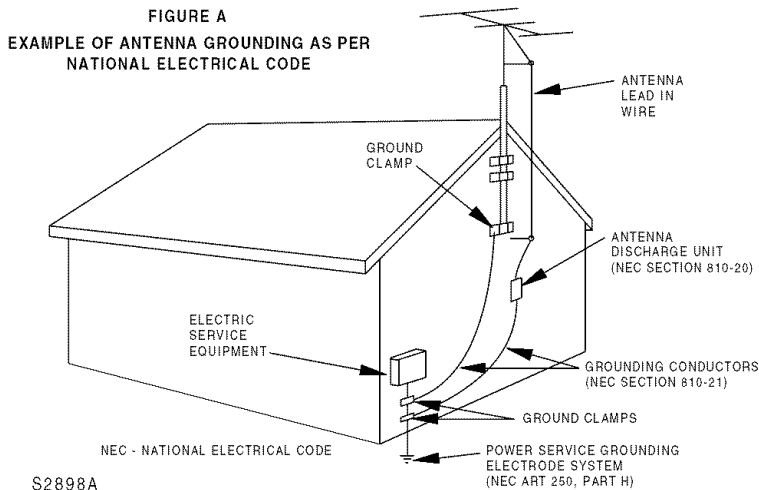 FIGURE A
EXAMPLE OF ANTENNA GROUNDING AS PER
NATIONAL ELECTRICAL CODE
ANTENNA
LEAD IN
WIRE
GROUND
CLAMP
ANTENNA
DISCHARGE UNIT
(NEC SECTION 810-20)
ELECTRIC
SERVICE
EQUIPMENT
GROUNDING CONDUCTORS
(NEC SECTION 810-21)
GROUND CLAMPS
NEC - NATIONAL ELECTRICAL CODE
POWER SERVICE GROUNDING
ELECTRODE SYSTEM
(NEC ART 250, PART H)
S2898A